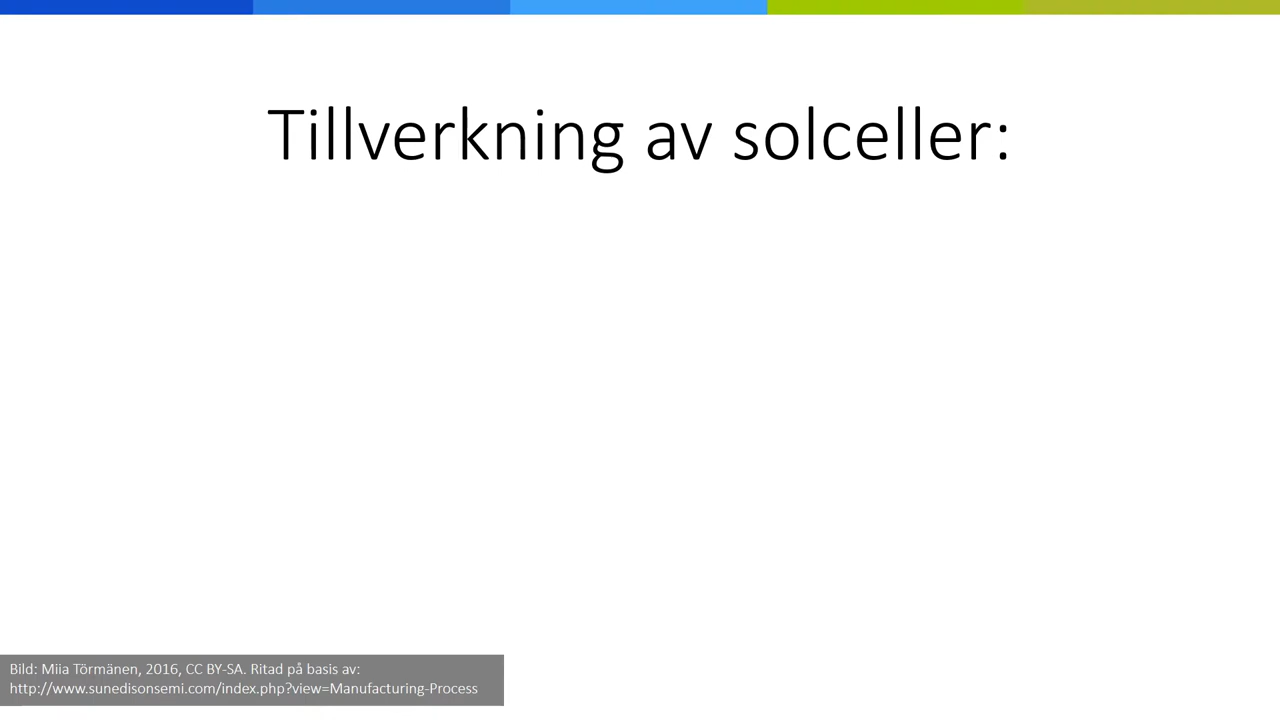 Tillverkning av solceller:
Bild: Miia Törmänen, 2016, CC BY-SA. Ritad på basis av:
http://www.sunedisonsemi.com/index.php?view=Manufacturing-Process